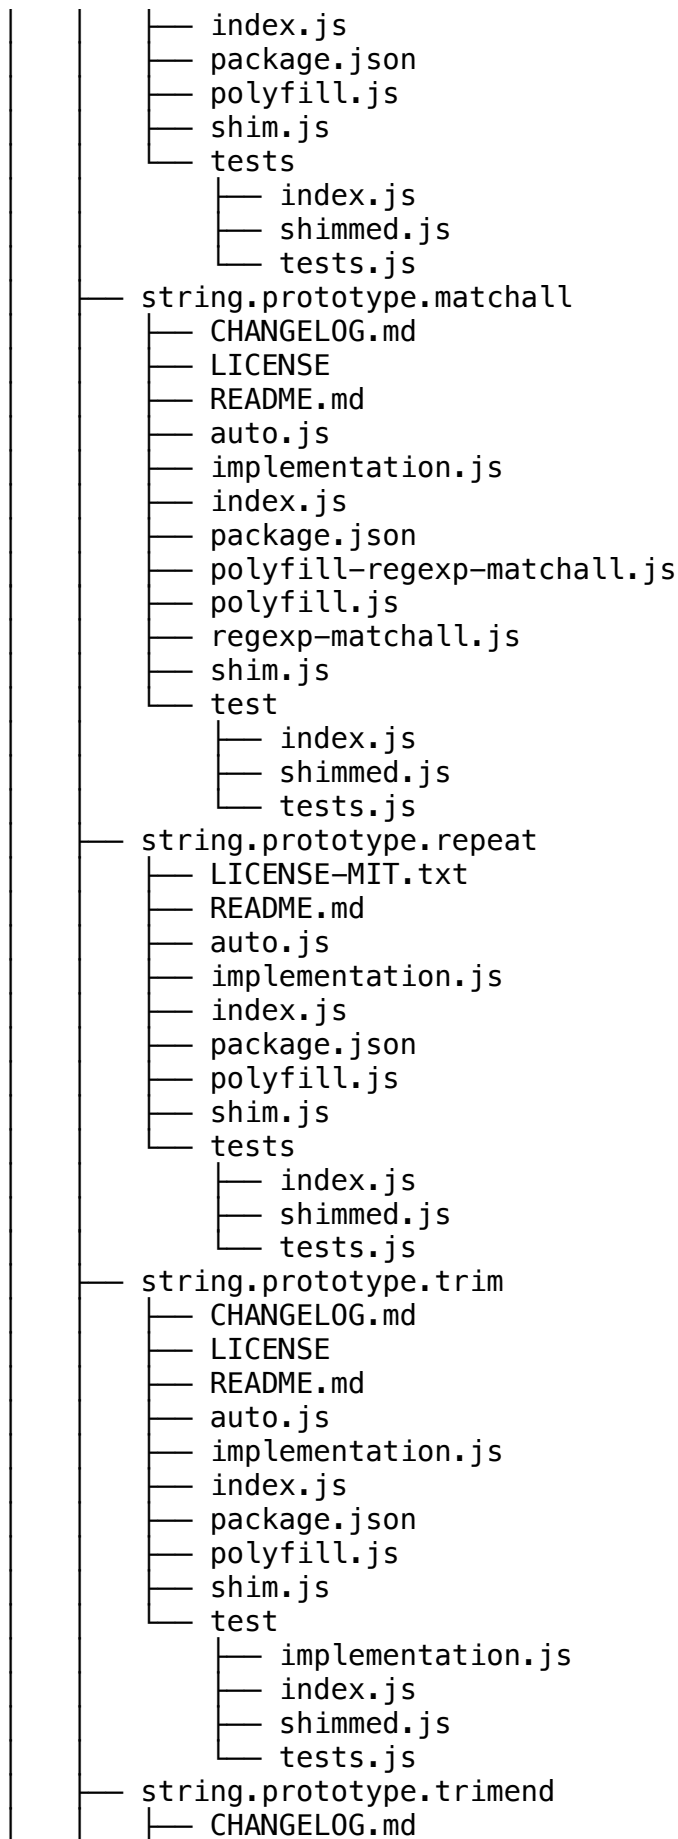 │   │   ├── index.js
│   │   ├── package.json
│   │   ├── polyfill.js
│   │   ├── shim.js
│   │   └── tests
│   │       ├── index.js
│   │       ├── shimmed.js
│   │       └── tests.js
│   ├── string.prototype.matchall
│   │   ├── CHANGELOG.md
│   │   ├── LICENSE
│   │   ├── README.md
│   │   ├── auto.js
│   │   ├── implementation.js
│   │   ├── index.js
│   │   ├── package.json
│   │   ├── polyfill-regexp-matchall.js
│   │   ├── polyfill.js
│   │   ├── regexp-matchall.js
│   │   ├── shim.js
│   │   └── test
│   │       ├── index.js
│   │       ├── shimmed.js
│   │       └── tests.js
│   ├── string.prototype.repeat
│   │   ├── LICENSE-MIT.txt
│   │   ├── README.md
│   │   ├── auto.js
│   │   ├── implementation.js
│   │   ├── index.js
│   │   ├── package.json
│   │   ├── polyfill.js
│   │   ├── shim.js
│   │   └── tests
│   │       ├── index.js
│   │       ├── shimmed.js
│   │       └── tests.js
│   ├── string.prototype.trim
│   │   ├── CHANGELOG.md
│   │   ├── LICENSE
│   │   ├── README.md
│   │   ├── auto.js
│   │   ├── implementation.js
│   │   ├── index.js
│   │   ├── package.json
│   │   ├── polyfill.js
│   │   ├── shim.js
│   │   └── test
│   │       ├── implementation.js
│   │       ├── index.js
│   │       ├── shimmed.js
│   │       └── tests.js
│   ├── string.prototype.trimend
│   │   ├── CHANGELOG.md